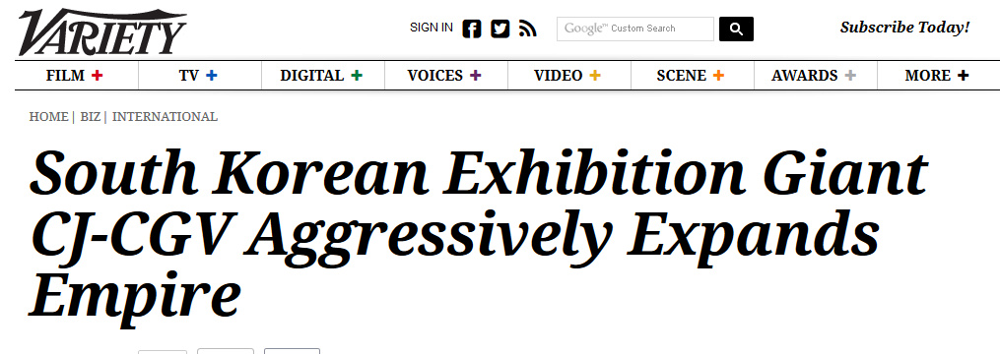 VARIETY
SIGN IN
Google™ Custom Search
Subscribe Today!
FILM + TV + DIGITAL + VOICES + VIDEO + SCENE + AWARDS + MORE +
HOME | BIZ | INTERNATIONAL
South Korean Exhibition Giant
CJ-CGV Aggressively Expands
Empire